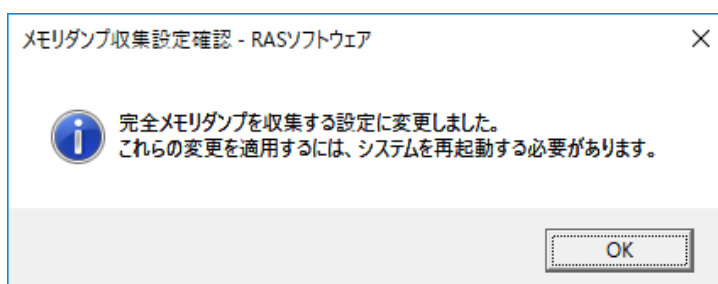 メモリダンプ収集設定確認 - RASソフトウェア
完全メモリダンプを収集する設定に変更しました。
これらの変更を適用するには、システムを再起動する必要があります。
OK